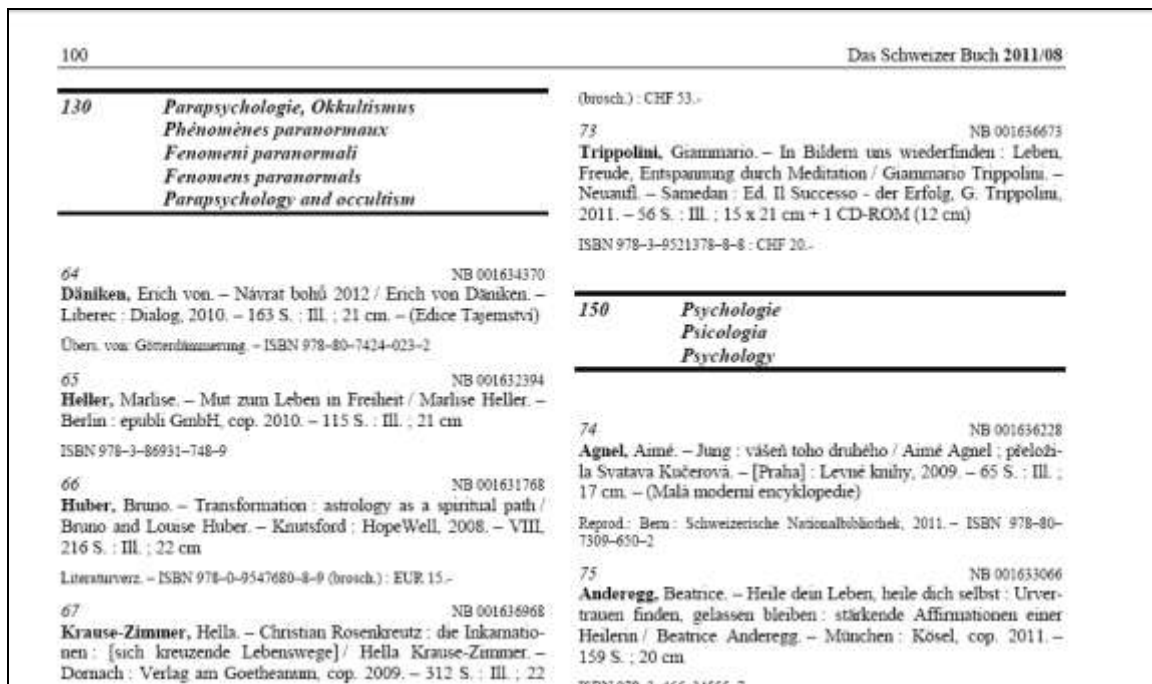 100
Das Schweizer Buch 2011/08
130 Parapsychologie, Okkultismus
Phénomènes paranormaux
Fenomeni paranormali
Fenomens paranormals
Parapsychology and occultism
64 NB 001634370
Däniken, Erich von. – Návrat bohů 2012 / Erich von Däniken. –
Liberec : Dialog, 2010. – 163 S. : Ill. ; 21 cm. – (Edice Tajemství)
Übers. von: Götterdämmerung. – ISBN 978–80–7424–023–2
65 NB 001632394
Heller, Marlise. – Mut zum Leben in Freiheit / Marlise Heller. –
Berlin : epubli GmbH, cop. 2010. – 115 S. : Ill. ; 21 cm
ISBN 978–3–86931–748–9
66 NB 001631768
Huber, Bruno. – Transformation : astrology as a spiritual path /
Bruno and Louise Huber. – Knutsford : HopeWell, 2008. – VIII,
216 S. : Ill. ; 22 cm
Literaturverz. – ISBN 978–0–9547680–8–9 (brosch.) : EUR 15.-
67 NB 001636968
Krause-Zimmer, Hella. – Christian Rosenkreutz : die Inkarnatio-
nen : [sich kreuzende Lebenswege] / Hella Krause-Zimmer. –
Dornach : Verlag am Goetheanum, cop. 2009. – 312 S. : Ill. ; 22
(brosch.) : CHF 53.-
73 NB 001636673
Trippolini, Giammario. – In Bildern uns wiederfinden : Leben,
Freude, Entspannung durch Meditation / Giammario Trippolini. –
Neuaufl. – Samedan : Ed. Il Successo - der Erfolg, G. Trippolini,
2011. – 56 S. : Ill. ; 15 x 21 cm + 1 CD-ROM (12 cm)
ISBN 978–3–9521378–8–8 : CHF 20.-
150 Psychologie
Psicologia
Psychology
74 NB 001636228
Agnel, Aimé. – Jung : vášeň toho druhého / Aimé Agnel ; přeloži-
la Svatava Kučerová. – [Praha] : Levné knihy, 2009. – 65 S. : Ill. ;
17 cm. – (Malá moderní encyklopedie)
Reprod.: Bern : Schweizerische Nationalbibliothek, 2011. – ISBN 978–80–
7309–650–2
75 NB 001633066
Anderegg, Beatrice. – Heile dein Leben, heile dich selbst : Urver-
trauen finden, gelassen bleiben : stärkende Affirmationen einer
Heilerin / Beatrice Anderegg. – München : Kösel, cop. 2011. –
159 S. ; 20 cm